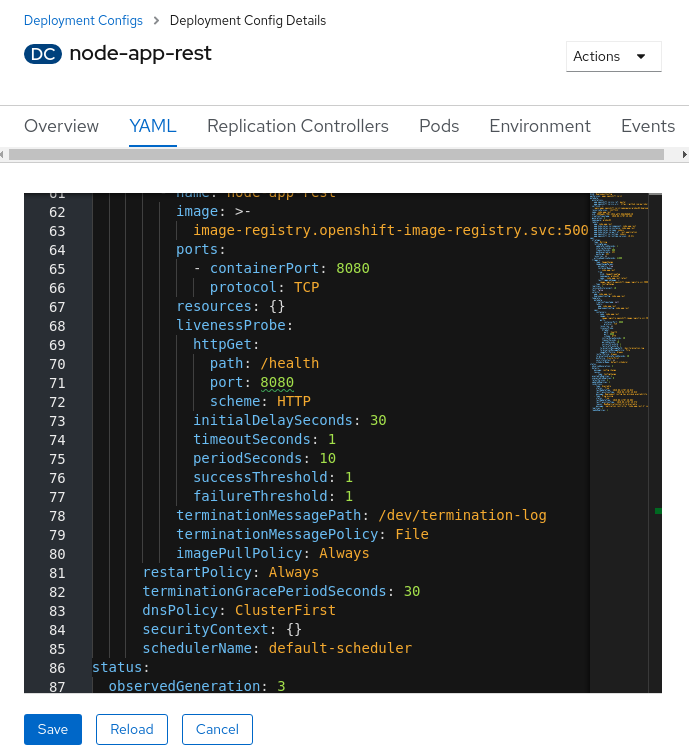 Deployment Configs > Deployment Config Details
DC node-app-rest
Actions
Overview YAML Replication Controllers Pods Environment Events
61 name: node-app-rest
62 image: >-
63 image-registry.openshift-image-registry.svc:500
64 ports:
65 - containerPort: 8080
66 protocol: TCP
67 resources: {}
68 livenessProbe:
69 httpGet:
70 path: /health
71 port: 8080
72 scheme: HTTP
73 initialDelaySeconds: 30
74 timeoutSeconds: 1
75 periodSeconds: 10
76 successThreshold: 1
77 failureThreshold: 1
78 terminationMessagePath: /dev/termination-log
79 terminationMessagePolicy: File
80 imagePullPolicy: Always
81 restartPolicy: Always
82 terminationGracePeriodSeconds: 30
83 dnsPolicy: ClusterFirst
84 securityContext: {}
85 schedulerName: default-scheduler
86 status:
87 observedGeneration: 3
Save Reload Cancel